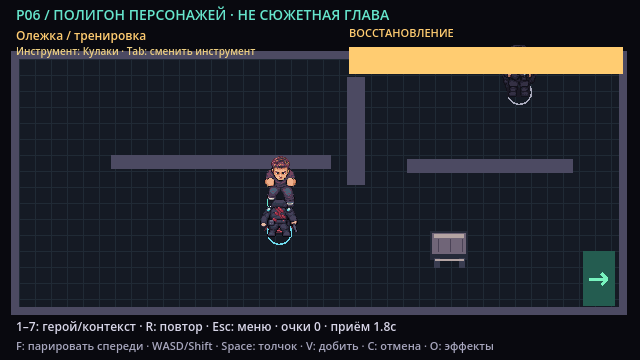 P06 / ПОЛИГОН ПЕРСОНАЖЕЙ · НЕ СЮЖЕТНАЯ ГЛАВА
Олежка / тренировка
ВОССТАНОВЛЕНИЕ
Инструмент: Кулаки · Tab: сменить инструмент
→
1–7: герой/контекст · R: повтор · Esc: меню · очки 0 · приём 1.8с
F: парировать спереди · WASD/Shift · Space: толчок · V: добить · C: отмена · O: эффекты